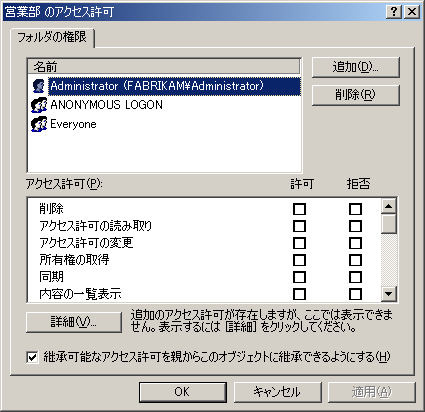 営業部 のアクセス許可
フォルダの権限
名前
Administrator (FABRIKAM¥Administrator)
ANONYMOUS LOGON
Everyone
追加(D)...
削除(R)
アクセス許可(P):
許可
拒否
削除
アクセス許可の読み取り
アクセス許可の変更
所有権の取得
同期
内容の一覧表示
詳細(V)...
追加のアクセス許可が存在しますが、ここでは表示できま
せん。表示するには [詳細] をクリックしてください。
継承可能なアクセス許可を親からこのオブジェクトに継承できるようにする(H)
OK
キャンセル
適用(A)